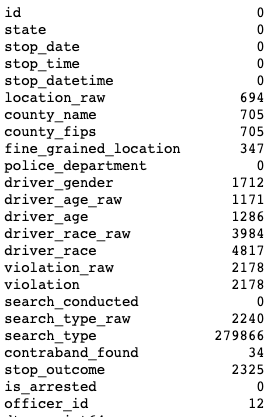 id 0
state 0
stop_date 0
stop_time 0
stop_datetime 0
location_raw 694
county_name 705
county_fips 705
fine_grained_location 347
police_department 0
driver_gender 1712
driver_age_raw 1171
driver_age 1286
driver_race_raw 3984
driver_race 4817
violation_raw 2178
violation 2178
search_conducted 0
search_type_raw 2240
search_type 279866
contraband_found 34
stop_outcome 2325
is_arrested 0
officer_id 12